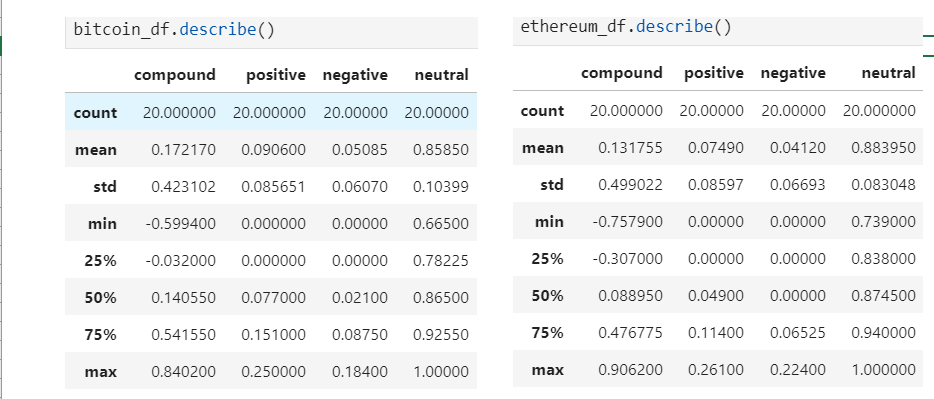 bitcoin_df.describe()
compound positive negative neutral
count 20.000000 20.000000 20.00000 20.00000
mean 0.172170 0.090600 0.05085 0.85850
std 0.423102 0.085651 0.06070 0.10399
min -0.599400 0.000000 0.00000 0.66500
25% -0.032000 0.000000 0.00000 0.78225
50% 0.140550 0.077000 0.02100 0.86500
75% 0.541550 0.151000 0.08750 0.92550
max 0.840200 0.250000 0.18400 1.00000
ethereum_df.describe()
compound positive negative neutral
count 20.000000 20.00000 20.00000 20.000000
mean 0.131755 0.07490 0.04120 0.883950
std 0.499022 0.08597 0.06693 0.083048
min -0.757900 0.00000 0.00000 0.739000
25% -0.307000 0.00000 0.00000 0.838000
50% 0.088950 0.04900 0.00000 0.874500
75% 0.476775 0.11400 0.06525 0.940000
max 0.906200 0.26100 0.22400 1.000000